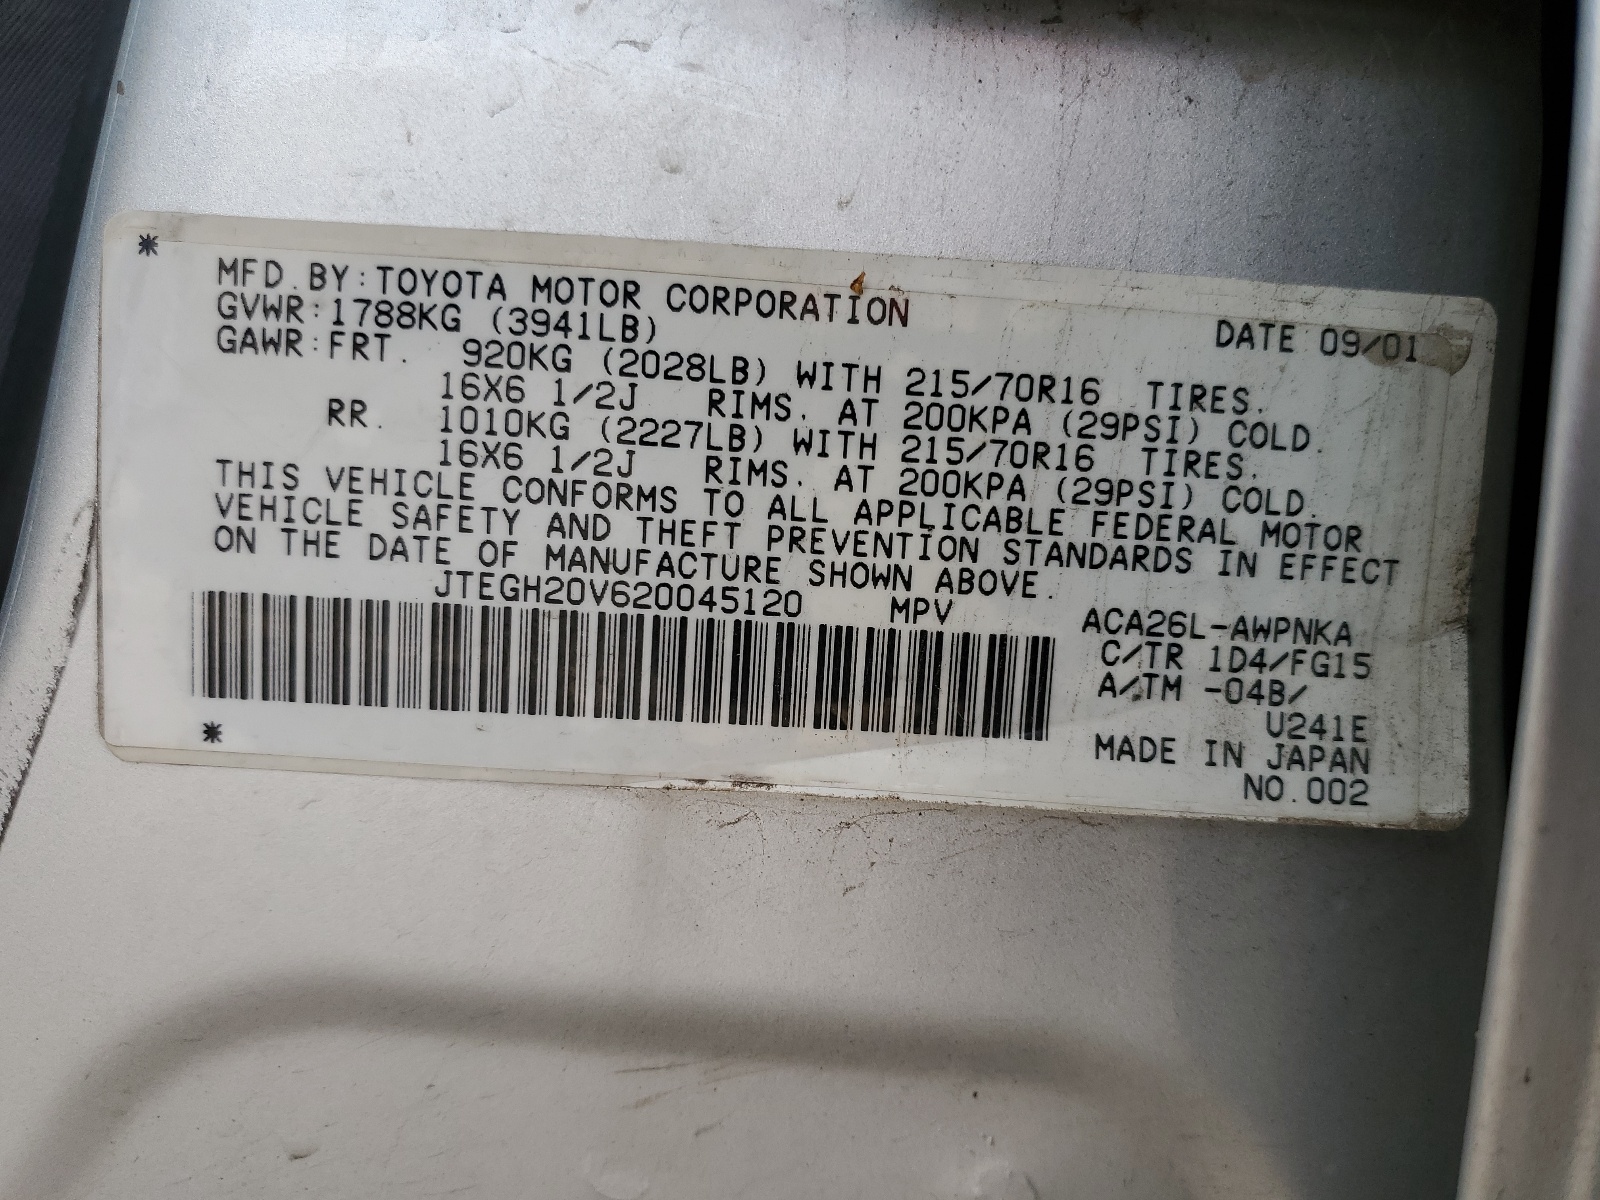 *
MFD.BY:TOYOTA MOTOR CORPORATION DATE 09/01
GVWR:1788KG (3941LB)
GAWR:FRT. 920KG (2028LB) WITH 215/70R16 TIRES.
16X6 1/2J RIMS. AT 200KPA (29PSI) COLD.
RR. 1010KG (2227LB) WITH 215/70R16 TIRES.
16X6 1/2J RIMS. AT 200KPA (29PSI) COLD.
THIS VEHICLE CONFORMS TO ALL APPLICABLE FEDERAL MOTOR
VEHICLE SAFETY AND THEFT PREVENTION STANDARDS IN EFFECT
ON THE DATE OF MANUFACTURE SHOWN ABOVE.
JTEGH20V620045120 MPV
ACA26L-AWPNKA
C/TR 1D4/FG15
A/TM -04B/
U241E
MADE IN JAPAN
NO.002
*